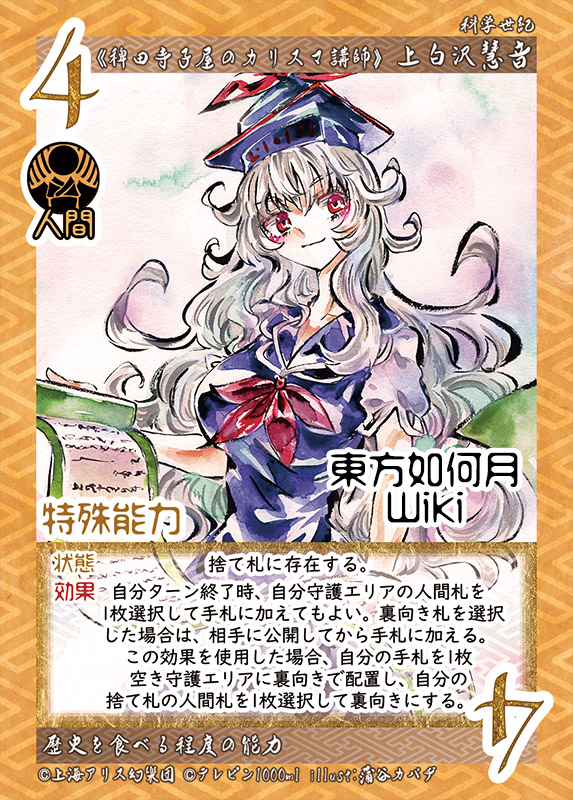 科学世紀
4
《稗田寺子屋のカリスマ講師》 上白沢慧音
人間
東方如何月
Wiki
特殊能力
状態 捨て札に存在する。
効果 自分ターン終了時、自分守護エリアの人間札を
1枚選択して手札に加えてもよい。裏向き札を選択
した場合は、相手に公開してから手札に加える。
この効果を使用した場合、自分の手札を1枚
空き守護エリアに裏向きで配置し、自分の
捨て札の人間札を1枚選択して裏向きにする。
4
歴史を食べる程度の能力
©上海アリス幻樂団 ©テレピン1000ml illust:蒲谷カバヂ